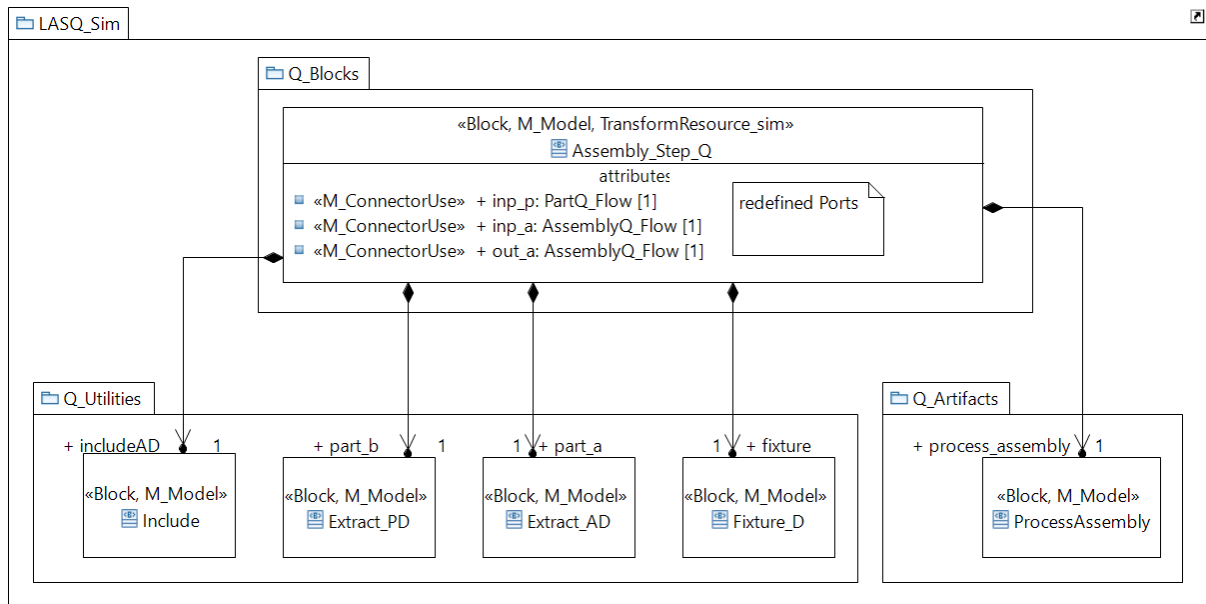 LASQ_Sim
Q_Blocks
«Block, M_Model, TransformResource_sim»
Assembly_Step_Q
attributes
«M_ConnectorUse» + inp_p: PartQ_Flow [1]
«M_ConnectorUse» + inp_a: AssemblyQ_Flow [1]
«M_ConnectorUse» + out_a: AssemblyQ_Flow [1]
redefined Ports
Q_Utilities
+ includeAD 1
+ part_b 1
1 + part_a
1 + fixture
«Block, M_Model»
Include
«Block, M_Model»
Extract_PD
«Block, M_Model»
Extract_AD
«Block, M_Model»
Fixture_D
Q_Artifacts
+ process_assembly 1
«Block, M_Model»
ProcessAssembly